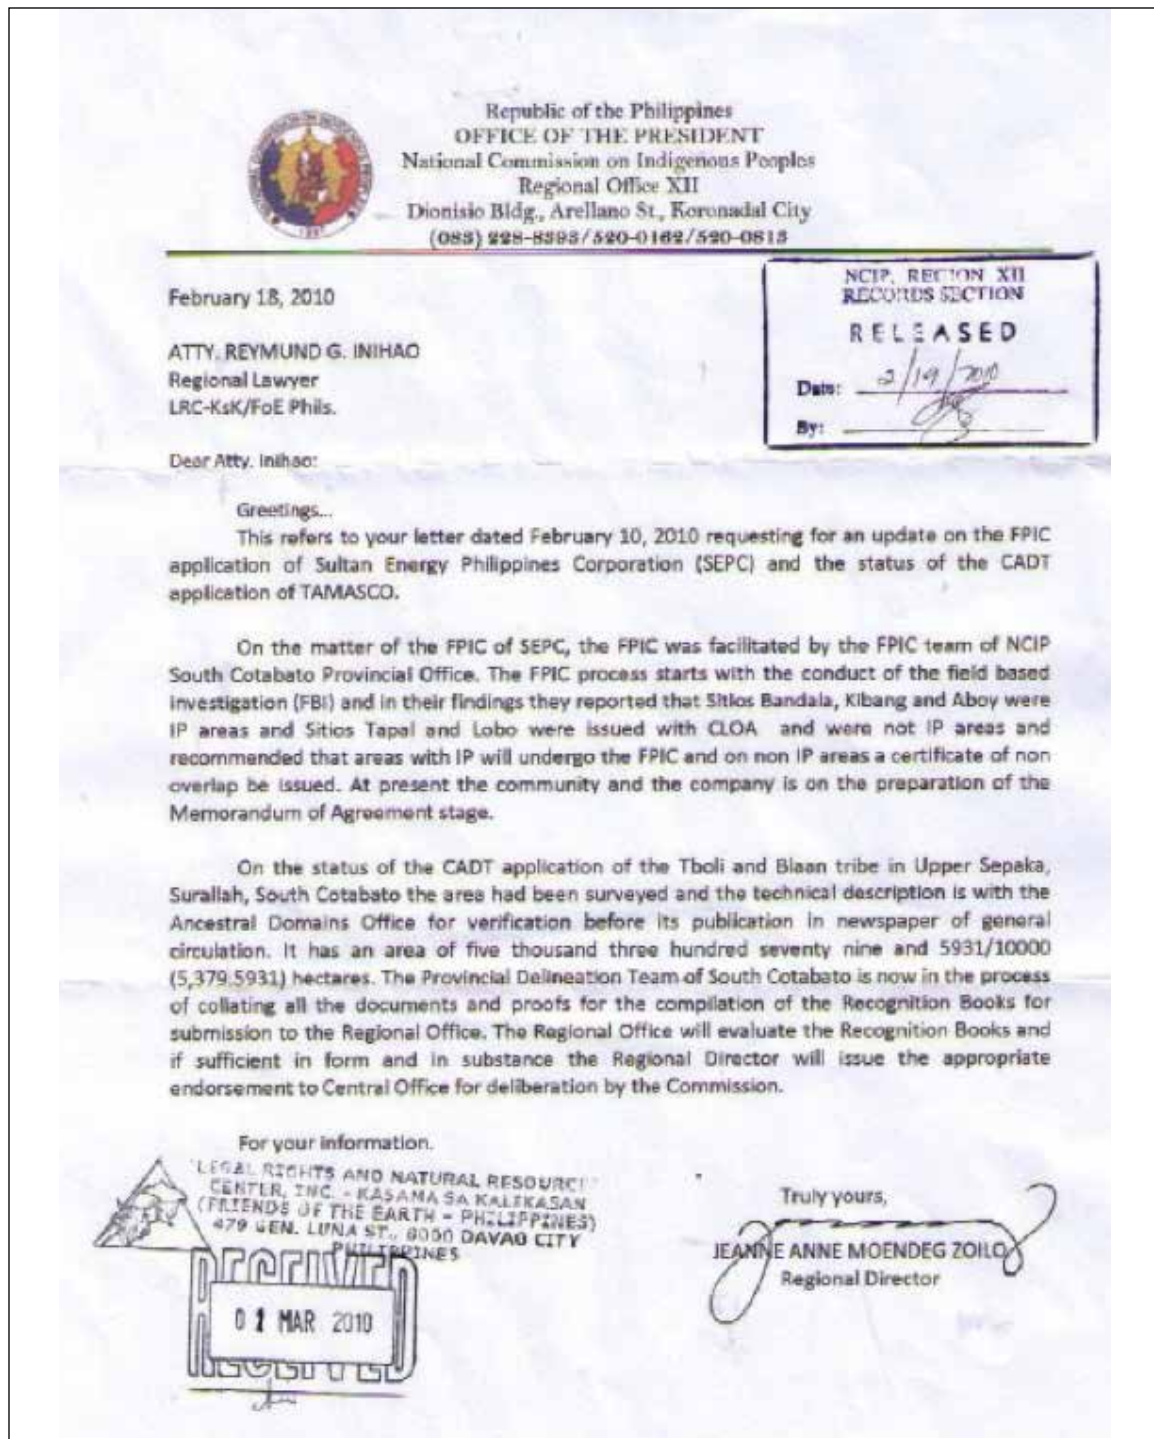 Republic of the Philippines
OFFICE OF THE PRESIDENT
National Commission on Indigenous Peoples
Regional Office XII
Dionisio Bldg., Arellano St., Koronadal City
(083) 228-8393/520-0162/520-0813
NCIP, REGION XII
RECORDS SECTION
RELEASED
Date: 2/19/2010
By:
February 18, 2010
ATTY. REYMUND G. INIHAO
Regional Lawyer
LRC-KsK/FoE Phils.
Dear Atty. Inihao:
Greetings...
This refers to your letter dated February 10, 2010 requesting for an update on the FPIC
application of Sultan Energy Philippines Corporation (SEPC) and the status of the CADT
application of TAMASCO.
On the matter of the FPIC of SEPC, the FPIC was facilitated by the FPIC team of NCIP
South Cotabato Provincial Office. The FPIC process starts with the conduct of the field based
investigation (FBI) and in their findings they reported that Sitios Bandala, Kibang and Aboy were
IP areas and Sitios Tapal and Lobo were issued with CLOA and were not IP areas and
recommended that areas with IP will undergo the FPIC and on non IP areas a certificate of non
overlap be issued. At present the community and the company is on the preparation of the
Memorandum of Agreement stage.
On the status of the CADT application of the Tboli and Blaan tribe in Upper Sepaka,
Surallah, South Cotabato the area had been surveyed and the technical description is with the
Ancestral Domains Office for verification before its publication in newspaper of general
circulation. It has an area of five thousand three hundred seventy nine and 5931/10000
(5,379.5931) hectares. The Provincial Delineation Team of South Cotabato is now in the process
of collating all the documents and proofs for the compilation of the Recognition Books for
submission to the Regional Office. The Regional Office will evaluate the Recognition Books and
if sufficient in form and in substance the Regional Director will issue the appropriate
endorsement to Central Office for deliberation by the Commission.
For your information.
LEGAL RIGHTS AND NATURAL RESOURCES
CENTER, INC. - KASAMA SA KALIKASAN
(FRIENDS OF THE EARTH - PHILIPPINES)
479 GEN. LUNA ST., 8000 DAVAO CITY
PHILIPPINES
RECEIVED
01 MAR 2010
RECEIVED
Truly yours,
JEANNE ANNE MOENDEG ZOILO
Regional Director